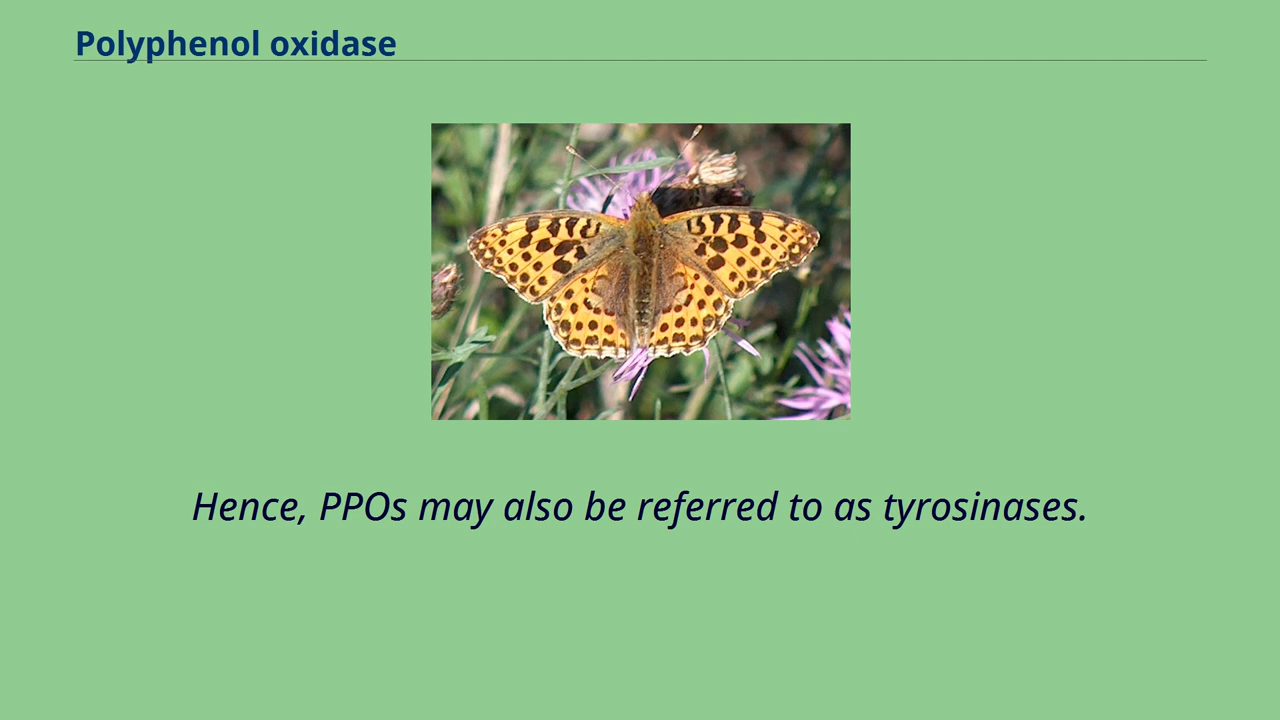 Polyphenol oxidase
Hence, PPOs may also be referred to as tyrosinases.